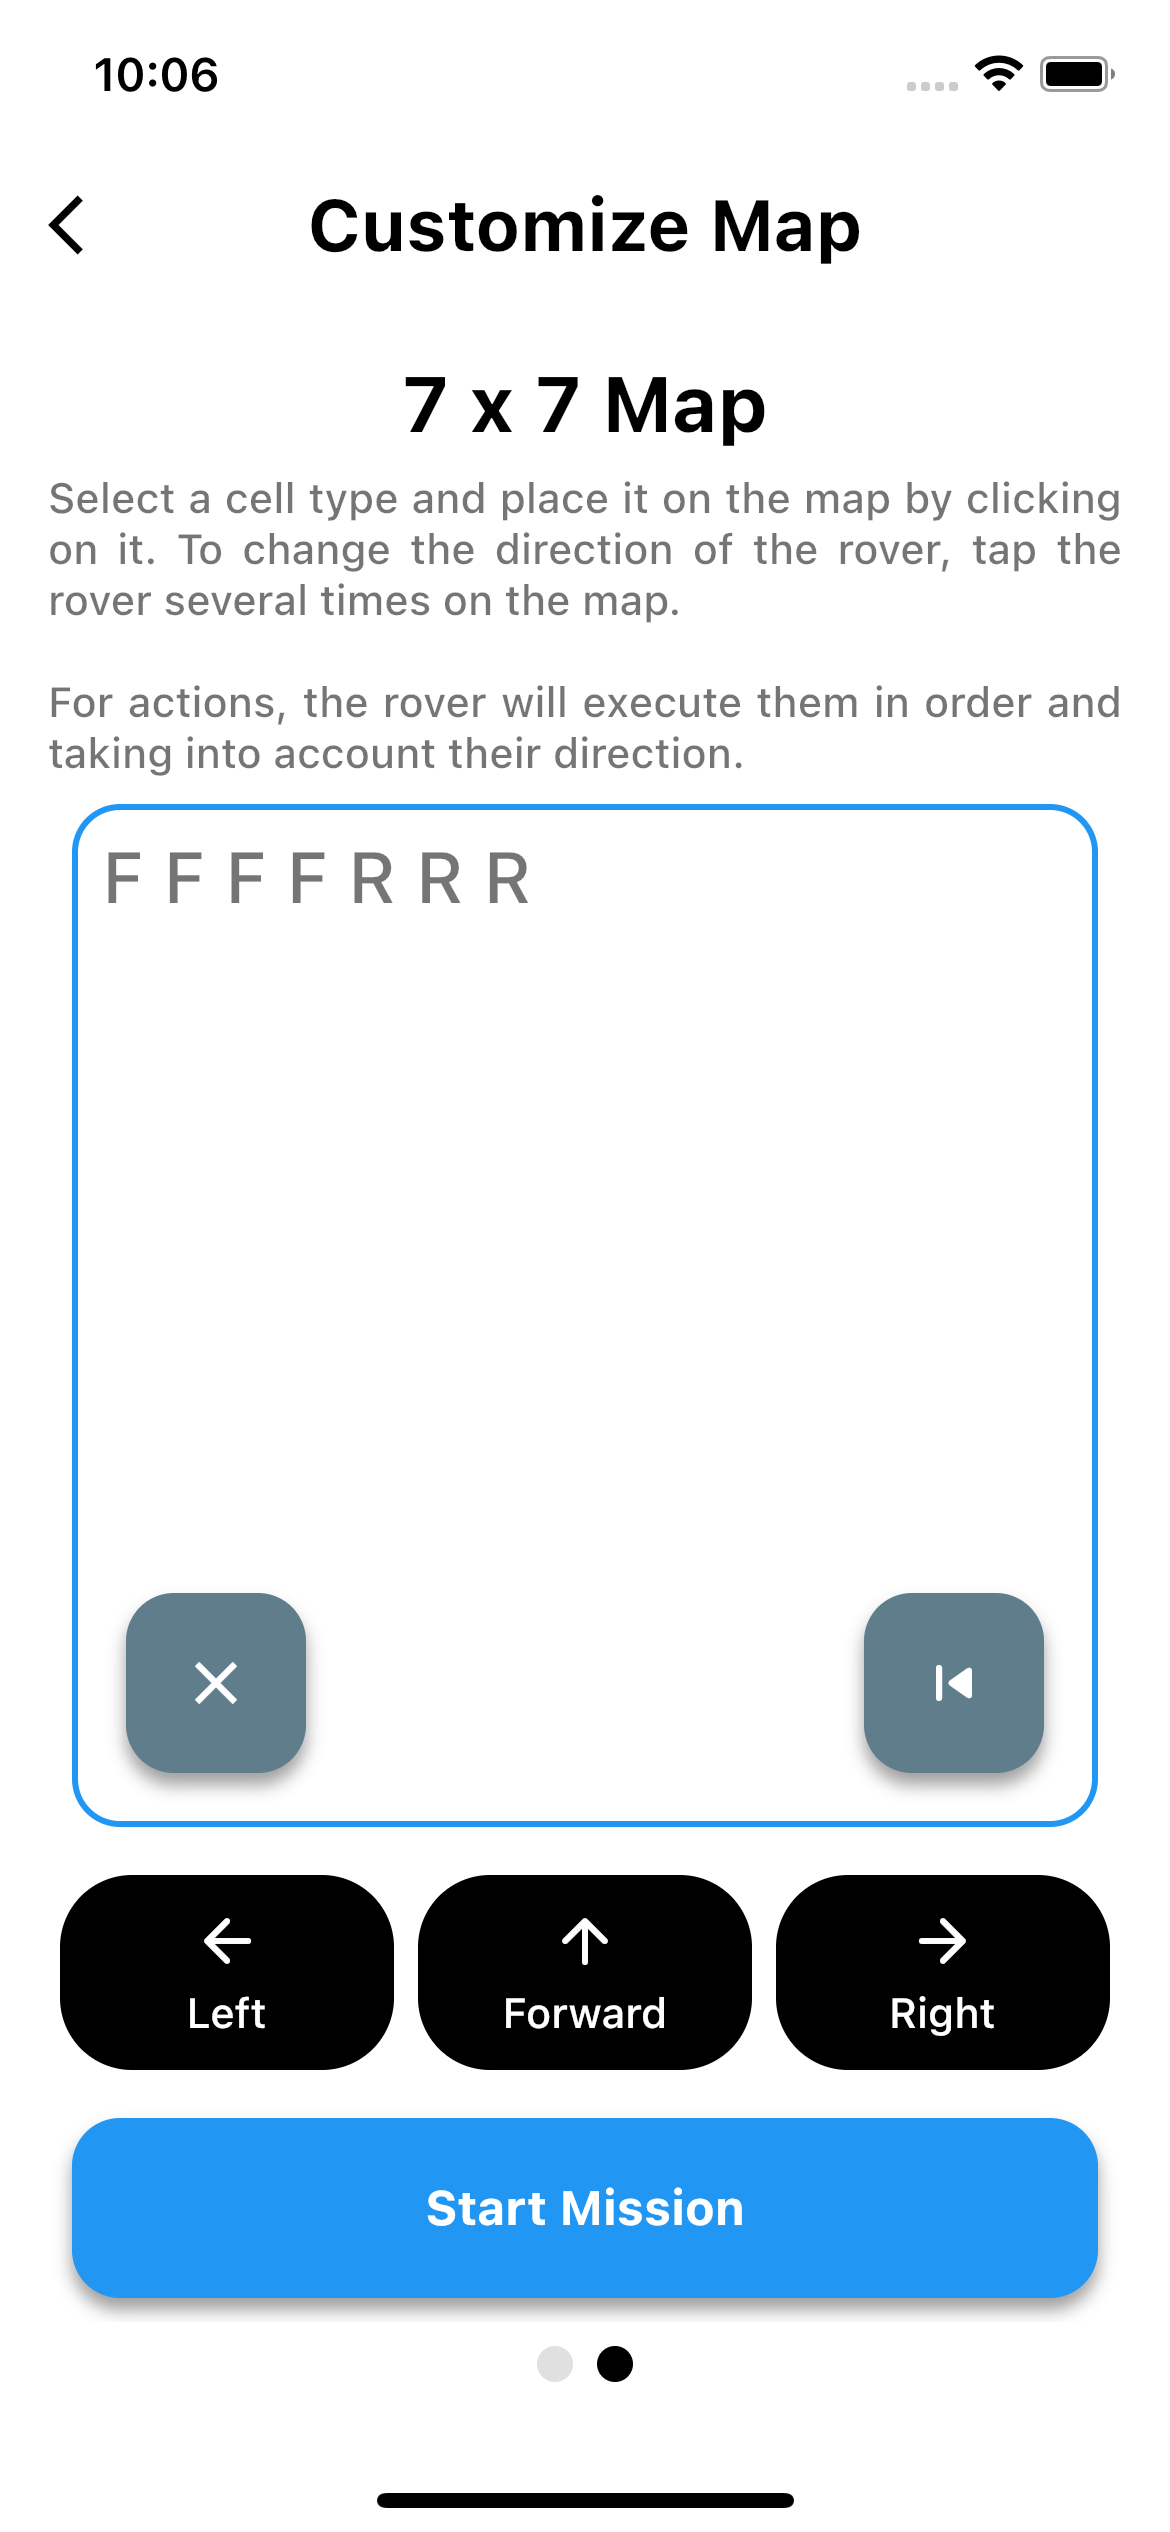 10:06
Customize Map
7 x 7 Map
Select a cell type and place it on the map by clicking
on it. To change the direction of the rover, tap the
rover several times on the map.
For actions, the rover will execute them in order and
taking into account their direction.
F F F F R R R
Left
Forward
Right
Start Mission